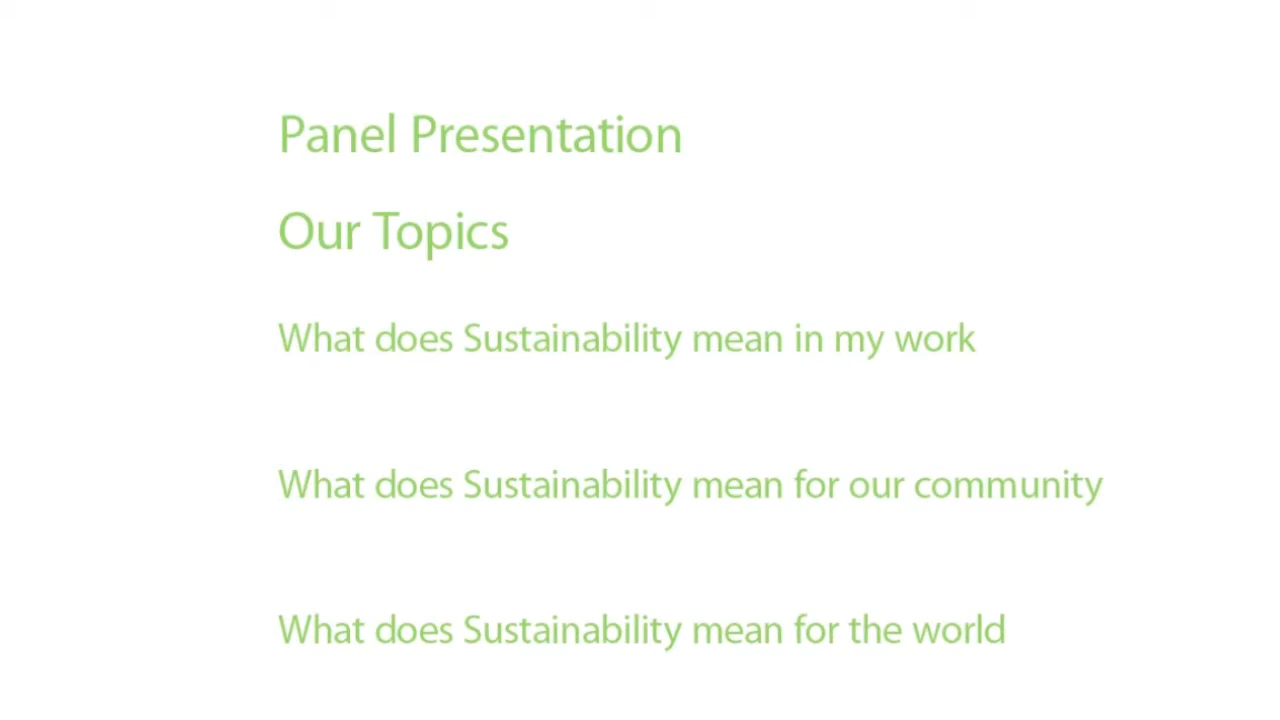 Panel Presentation
Our Topics
What does Sustainability mean in my work
What does Sustainability mean for our community
What does Sustainability mean for the world